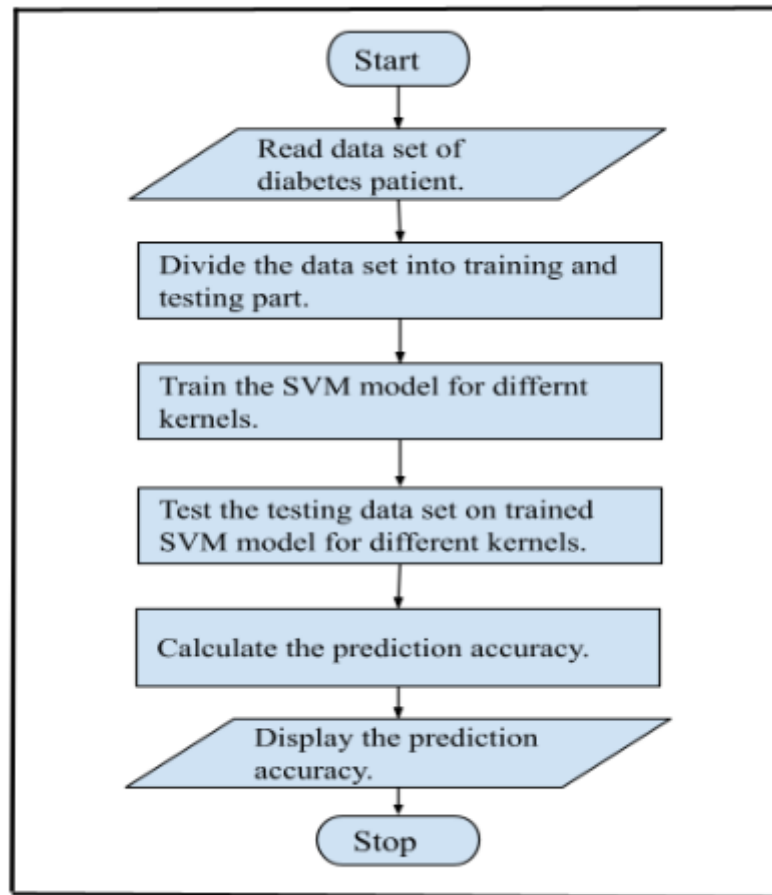 Start
Read data set of
diabetes patient.
Divide the data set into training and
testing part.
Train the SVM model for differnt
kernels.
Test the testing data set on trained
SVM model for different kernels.
Calculate the prediction accuracy.
Display the prediction
accuracy.
Stop